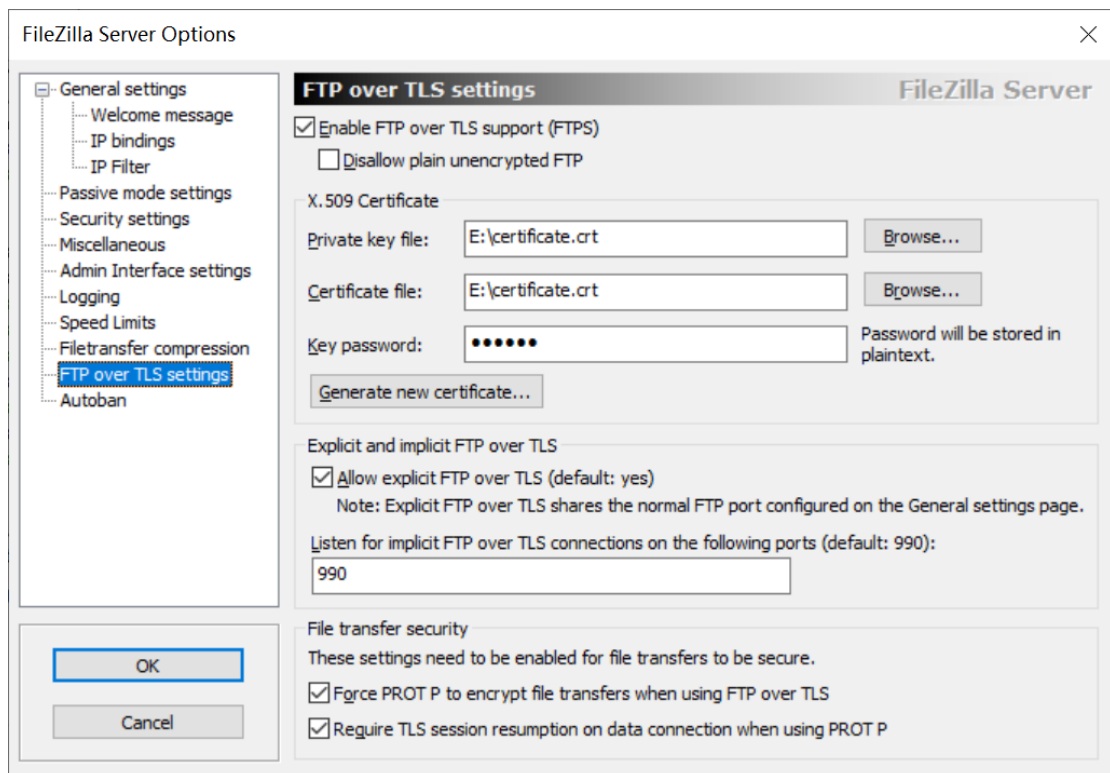 FileZilla Server Options
General settings
Welcome message
IP bindings
IP Filter
Passive mode settings
Security settings
Miscellaneous
Admin Interface settings
Logging
Speed Limits
Filetransfer compression
FTP over TLS settings
Autoban
OK
Cancel
FTP over TLS settings
FileZilla Server
Enable FTP over TLS support (FTPS)
Disallow plain unencrypted FTP
X.509 Certificate
Private key file:
E:\certificate.crt
Browse...
Certificate file:
E:\certificate.crt
Browse...
Key password:
●●●●●●
Password will be stored in
plaintext.
Generate new certificate...
Explicit and implicit FTP over TLS
Allow explicit FTP over TLS (default: yes)
Note: Explicit FTP over TLS shares the normal FTP port configured on the General settings page.
Listen for implicit FTP over TLS connections on the following ports (default: 990):
990
File transfer security
These settings need to be enabled for file transfers to be secure.
Force PROT P to encrypt file transfers when using FTP over TLS
Require TLS session resumption on data connection when using PROT P